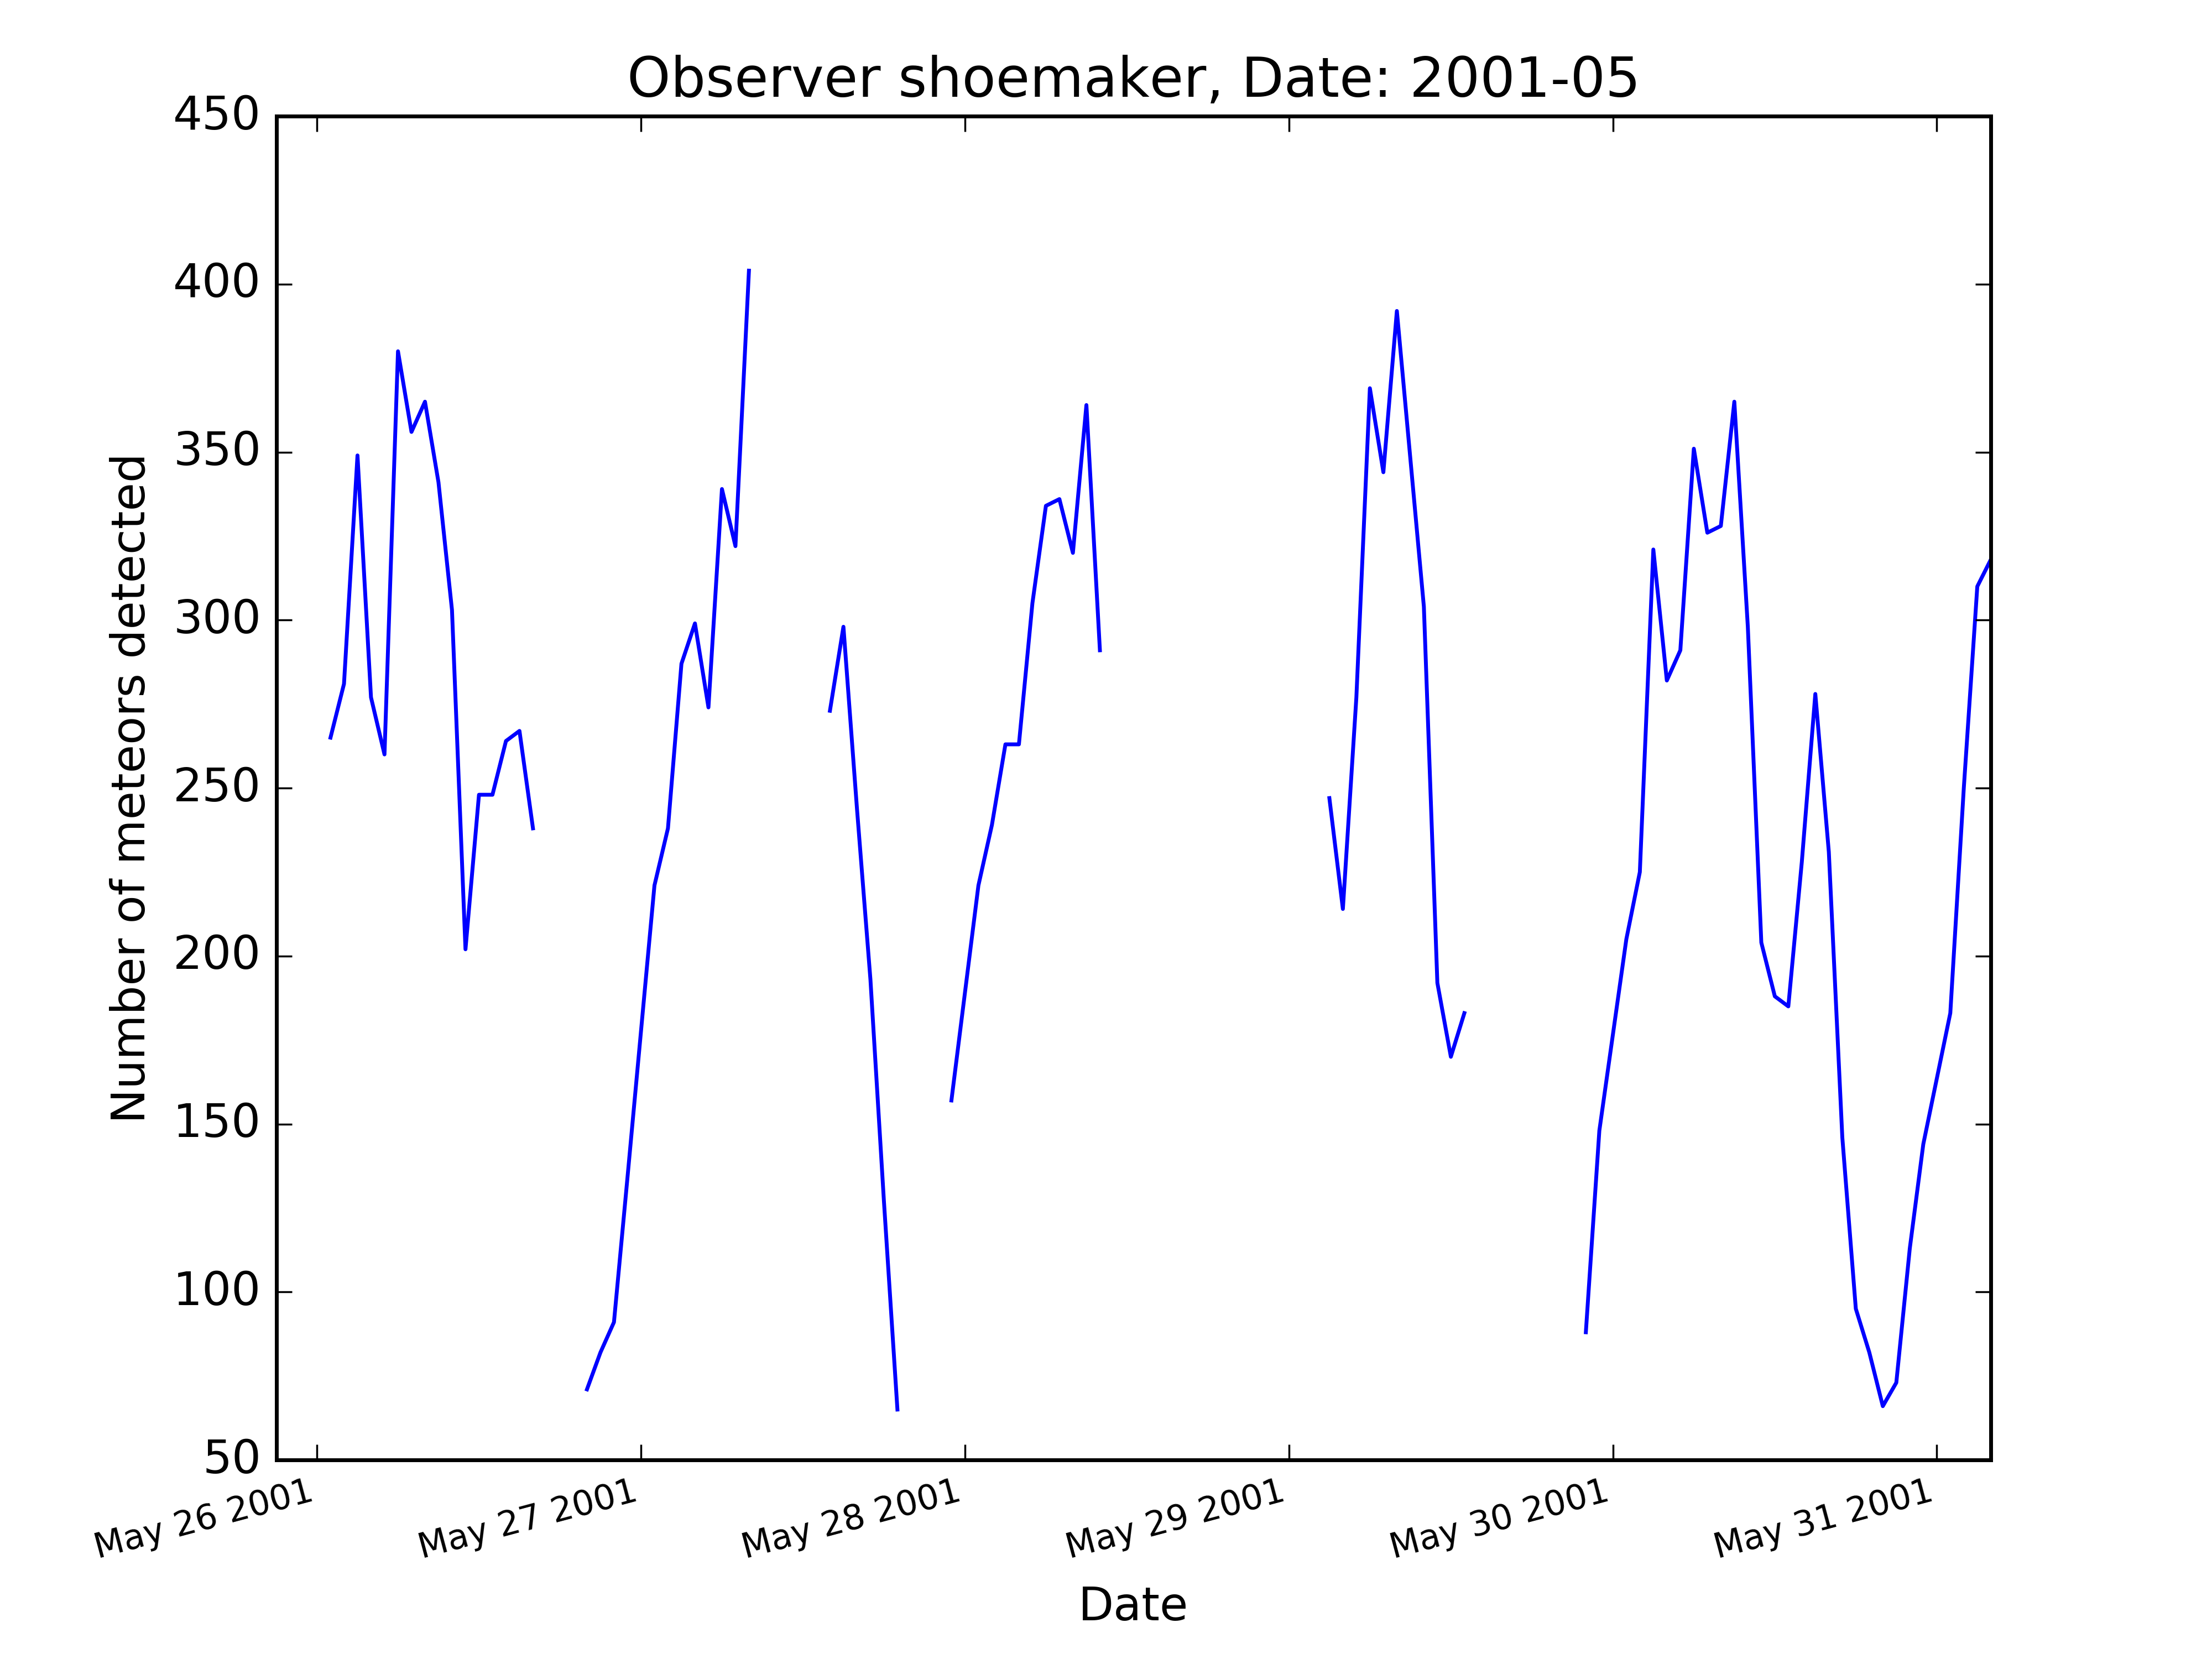 Observer shoemaker, Date: 2001-05
Number of meteors detected
450
400
350
300
250
200
150
100
50
May 26 2001
May 27 2001
May 28 2001
May 29 2001
May 30 2001
May 31 2001
Date